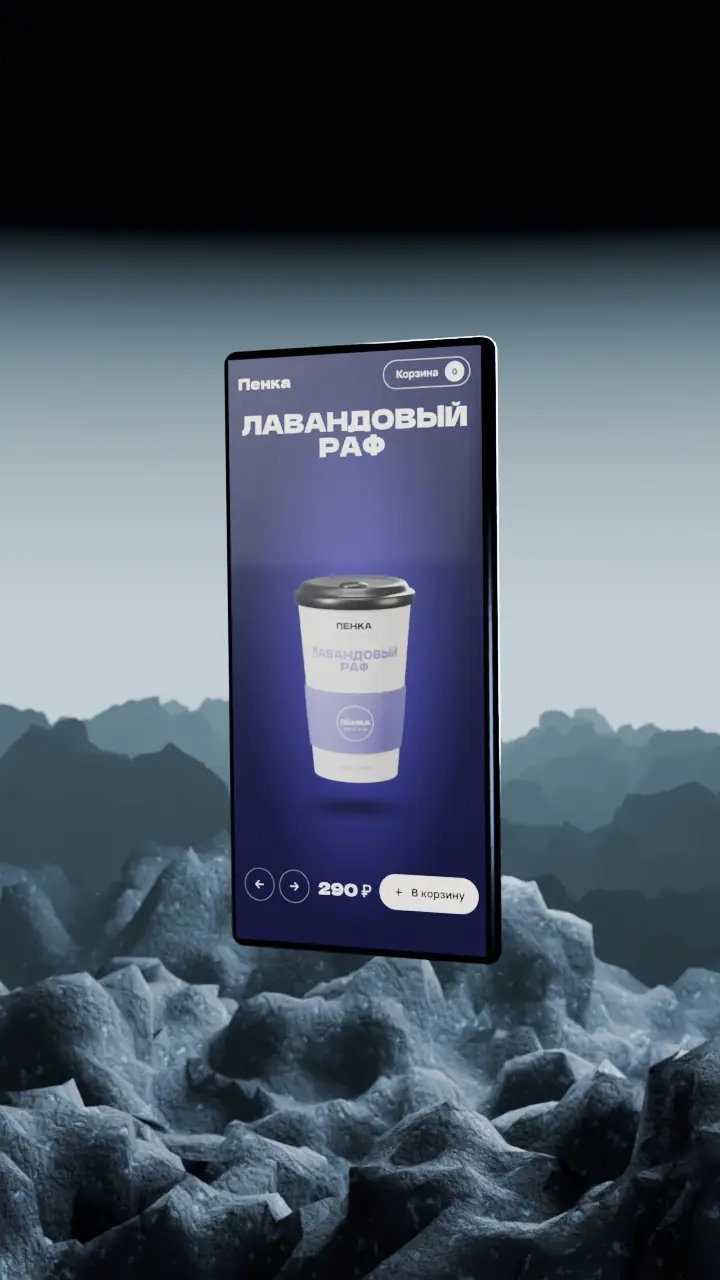 Пенка
Корзина 0
ЛАВАНДОВЫЙ
РАФ
ПЕНКА
ЛАВАНДОВЫЙ
РАФ
ПЕНКА
290 ₽
+ В корзину